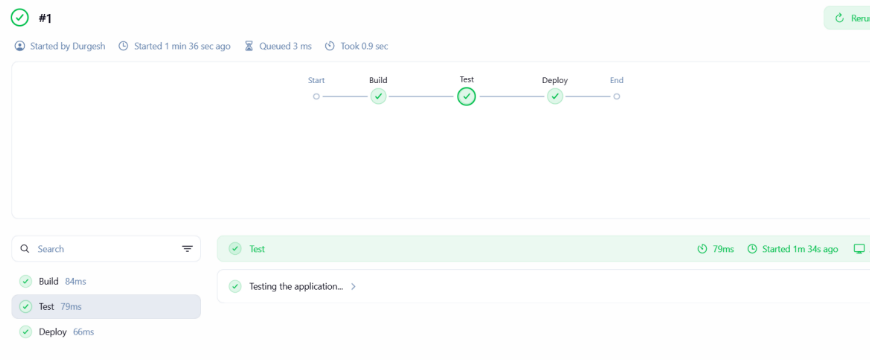 #1
Rerun
Started by Durgesh Started 1 min 36 sec ago Queued 3 ms Took 0.9 sec
Start Build Test Deploy End
Search
Test 79ms Started 1m 34s ago
Build 84ms
Testing the application...
Test 79ms
Deploy 66ms